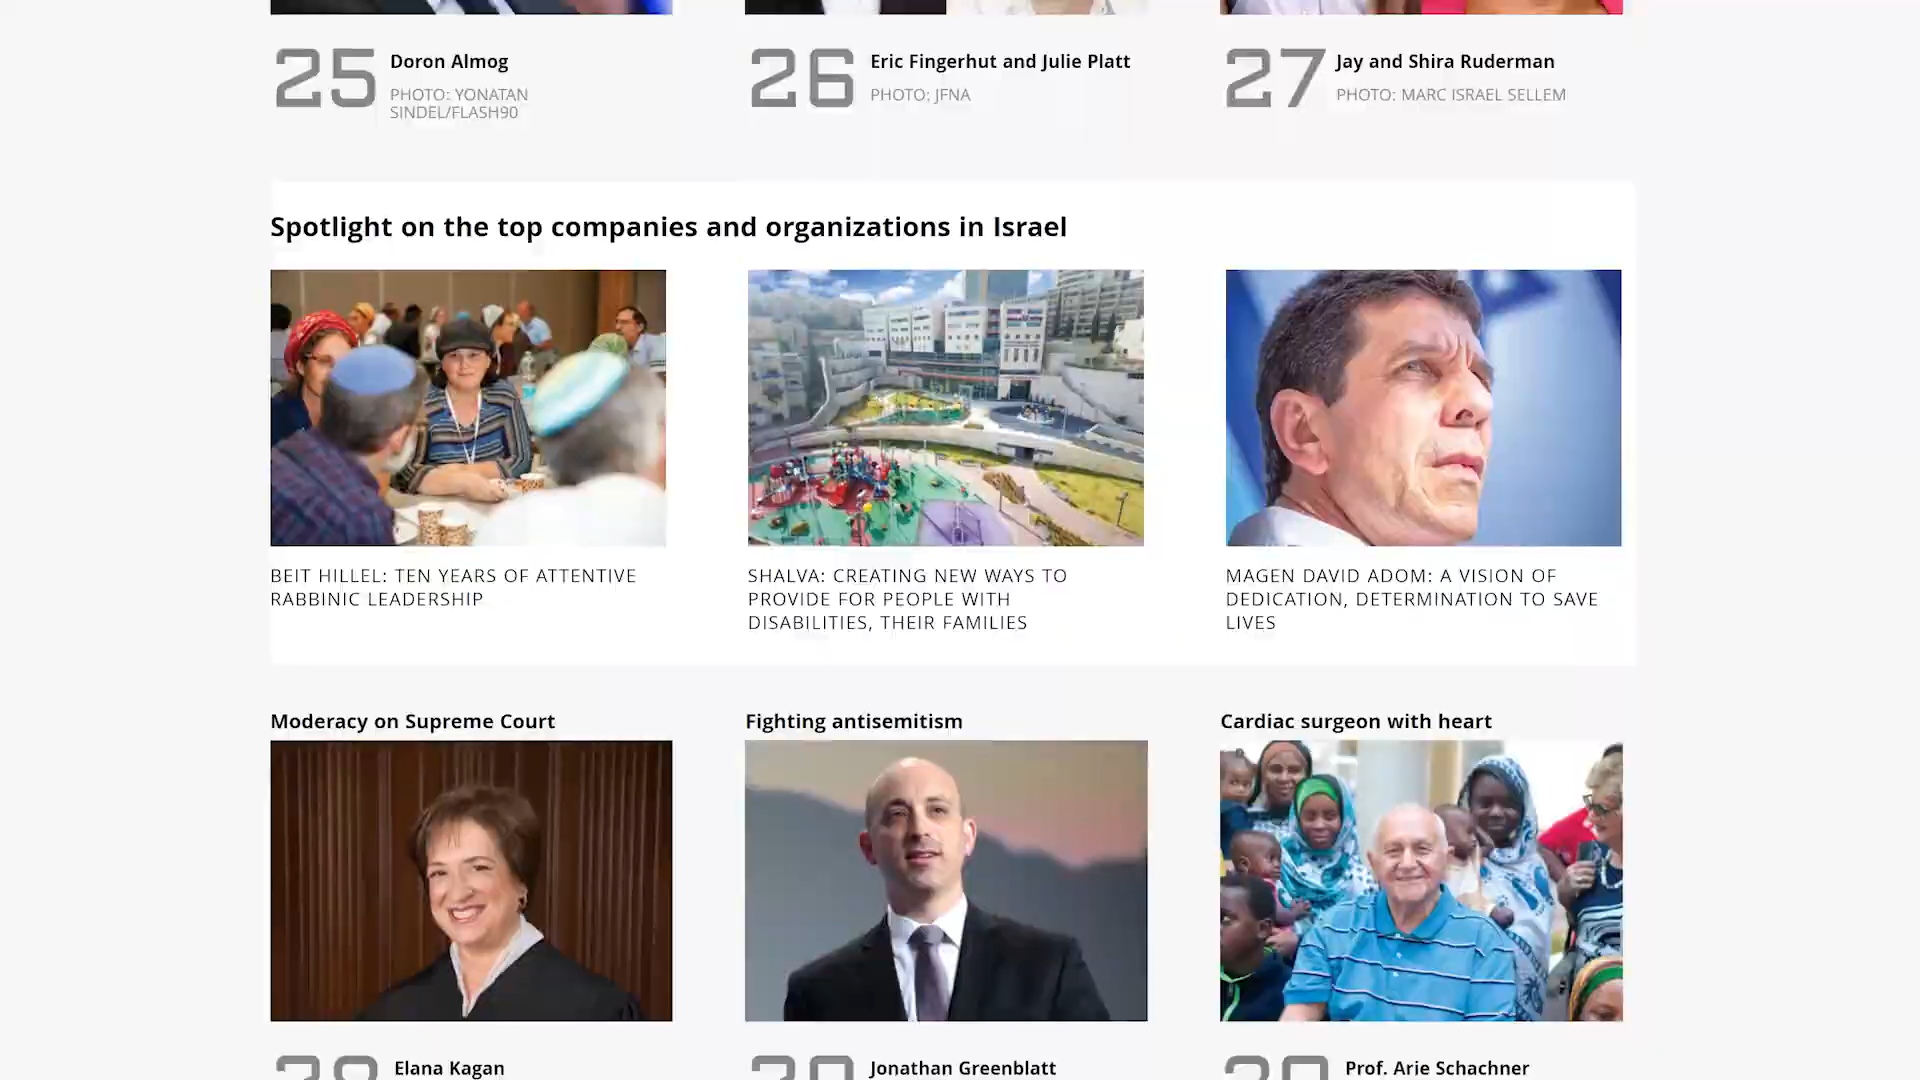 25 Doron Almog
PHOTO: YONATAN
SINDEL/FLASH90
26 Eric Fingerhut and Julie Platt
PHOTO: JFNA
27 Jay and Shira Ruderman
PHOTO: MARC ISRAEL SELLEM
Spotlight on the top companies and organizations in Israel
BEIT HILLEL: TEN YEARS OF ATTENTIVE
RABBINIC LEADERSHIP
SHALVA: CREATING NEW WAYS TO
PROVIDE FOR PEOPLE WITH
DISABILITIES, THEIR FAMILIES
MAGEN DAVID ADOM: A VISION OF
DEDICATION, DETERMINATION TO SAVE
LIVES
Moderacy on Supreme Court
Fighting antisemitism
Cardiac surgeon with heart
Elana Kagan
Jonathan Greenblatt
Prof. Arie Schachner